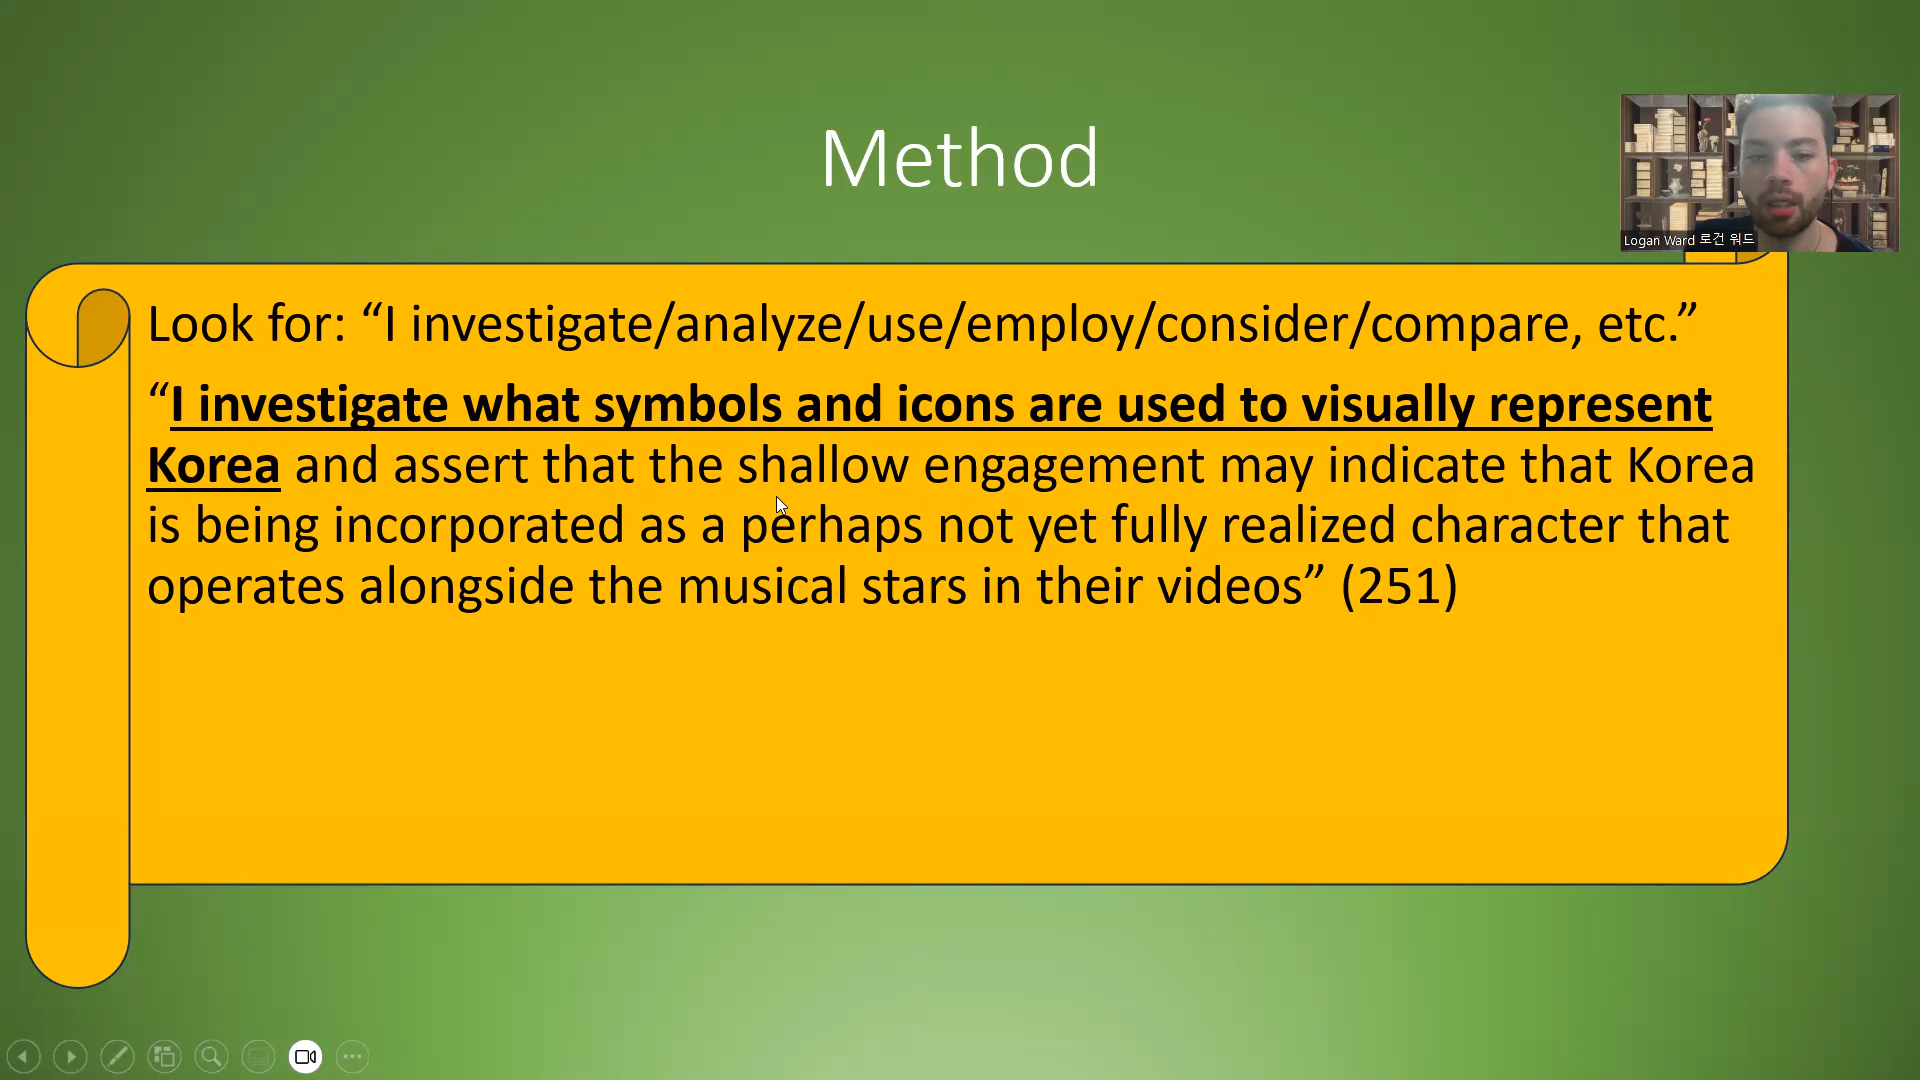 Method
Logan Ward 로건 워드
Look for: “I investigate/analyze/use/employ/consider/compare, etc.”
“I investigate what symbols and icons are used to visually represent
Korea and assert that the shallow engagement may indicate that Korea
is being incorporated as a perhaps not yet fully realized character that
operates alongside the musical stars in their videos” (251)